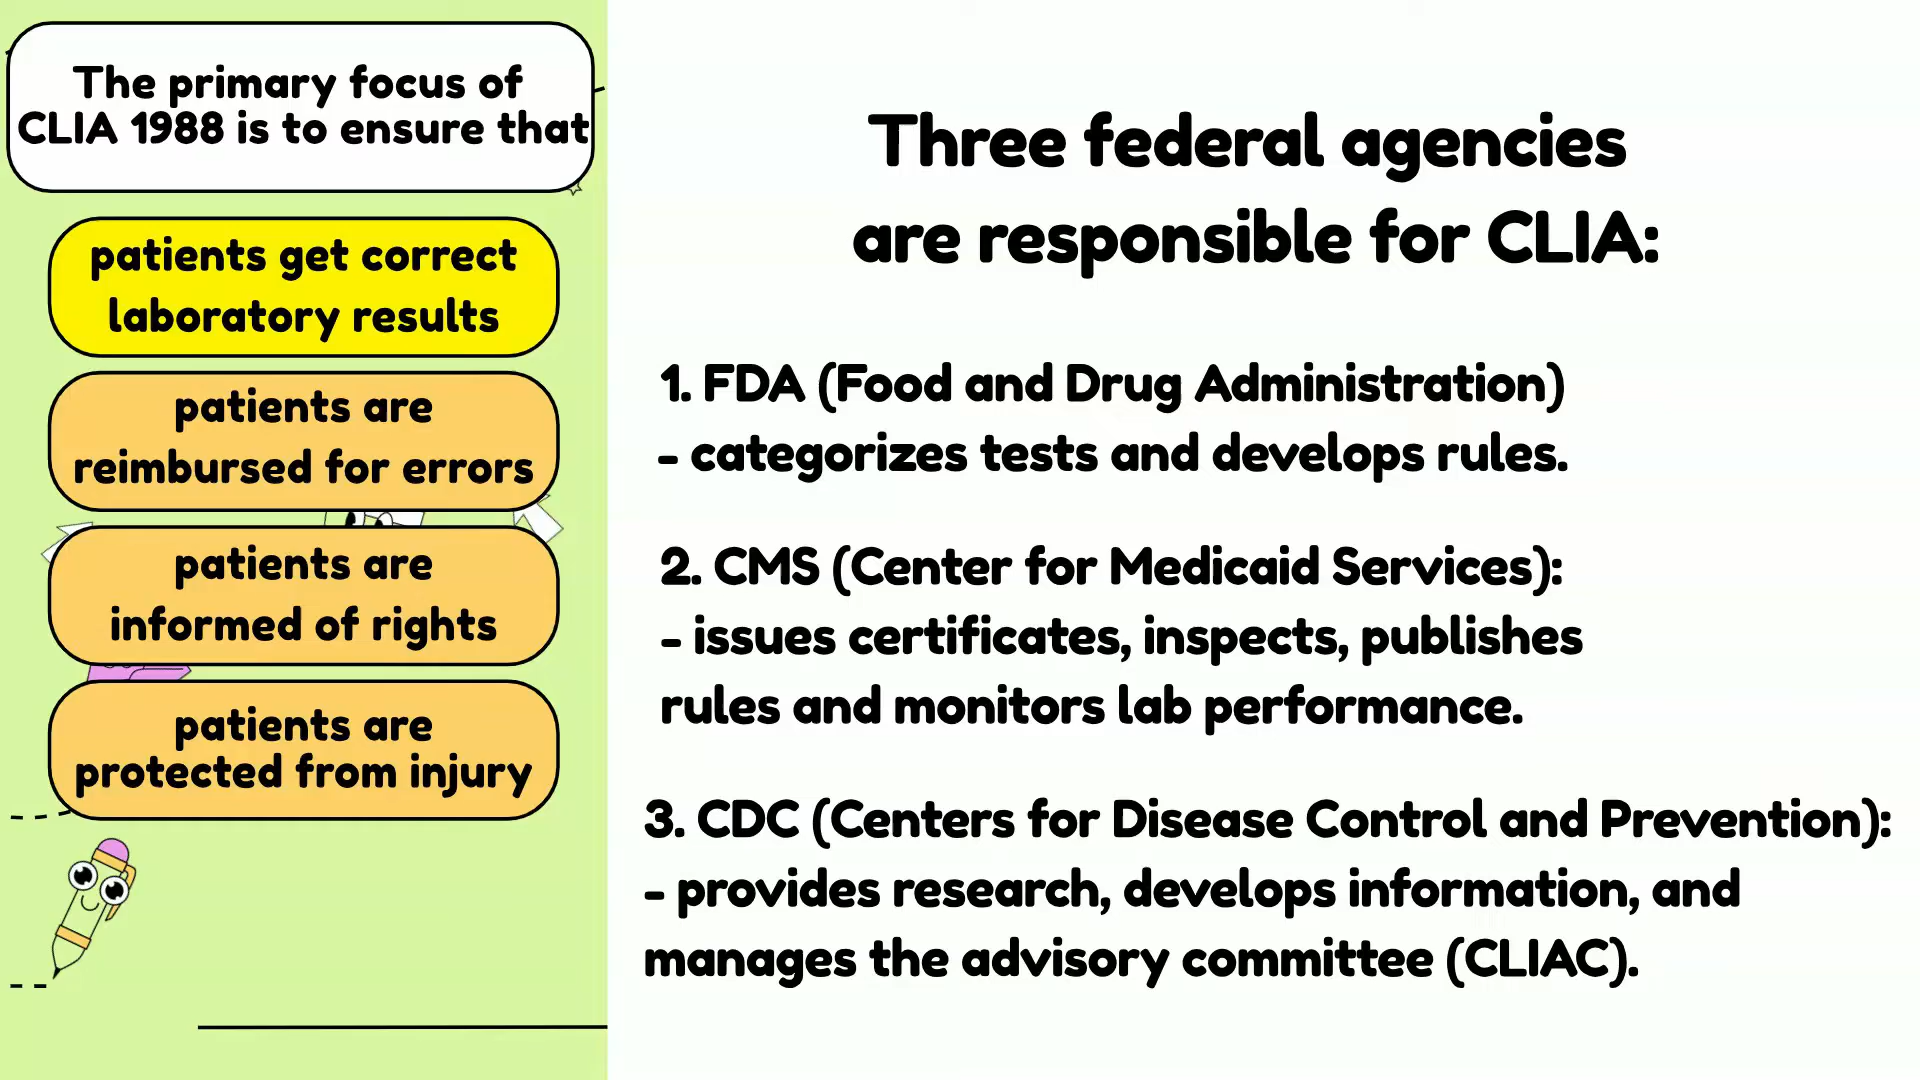 The primary focus of
CLIA 1988 is to ensure that
patients get correct
laboratory results
patients are
reimbursed for errors
patients are
informed of rights
patients are
protected from injury
Three federal agencies
are responsible for CLIA:
1. FDA (Food and Drug Administration)
- categorizes tests and develops rules.
2. CMS (Center for Medicaid Services):
- issues certificates, inspects, publishes
rules and monitors lab performance.
3. CDC (Centers for Disease Control and Prevention):
- provides research, develops information, and
manages the advisory committee (CLIAC).